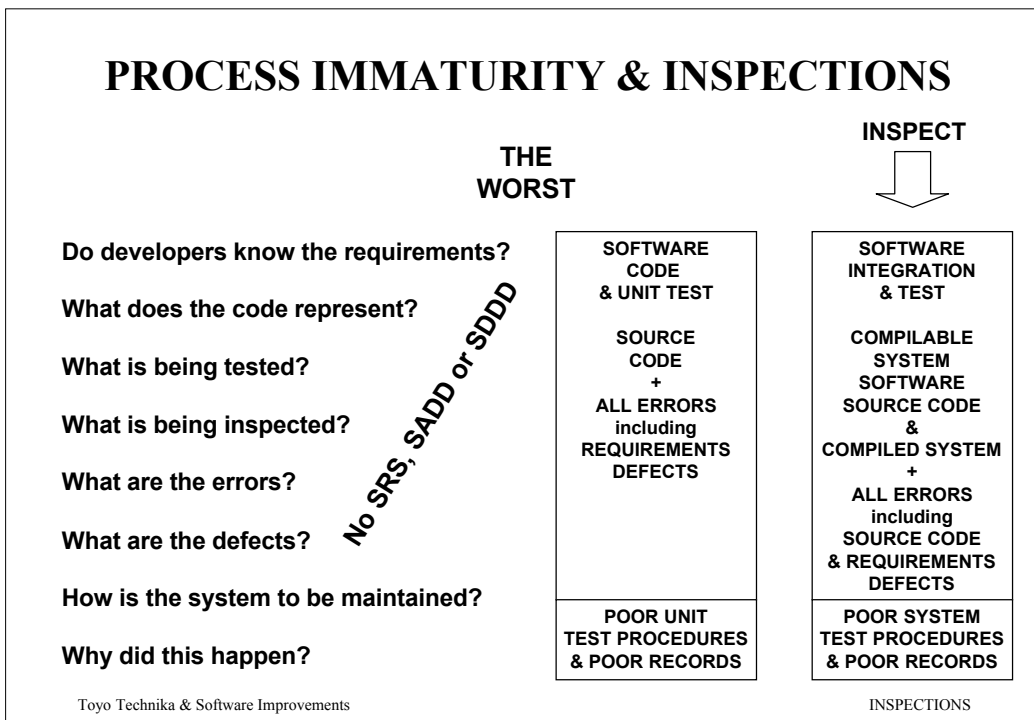 PROCESS IMMATURITY & INSPECTIONS
THE
WORST
INSPECT
Do developers know the requirements?
What does the code represent?
What is being tested?
What is being inspected?
What are the errors?
What are the defects?
How is the system to be maintained?
Why did this happen?
No SRS, SADD or SDDD
SOFTWARE
CODE
& UNIT TEST
SOURCE
CODE
+
ALL ERRORS
including
REQUIREMENTS
DEFECTS
POOR UNIT
TEST PROCEDURES
& POOR RECORDS
SOFTWARE
INTEGRATION
& TEST
COMPILABLE
SYSTEM
SOFTWARE
SOURCE CODE
&
COMPILED SYSTEM
+
ALL ERRORS
including
SOURCE CODE
& REQUIREMENTS
DEFECTS
POOR SYSTEM
TEST PROCEDURES
& POOR RECORDS
Toyo Technika & Software Improvements
INSPECTIONS